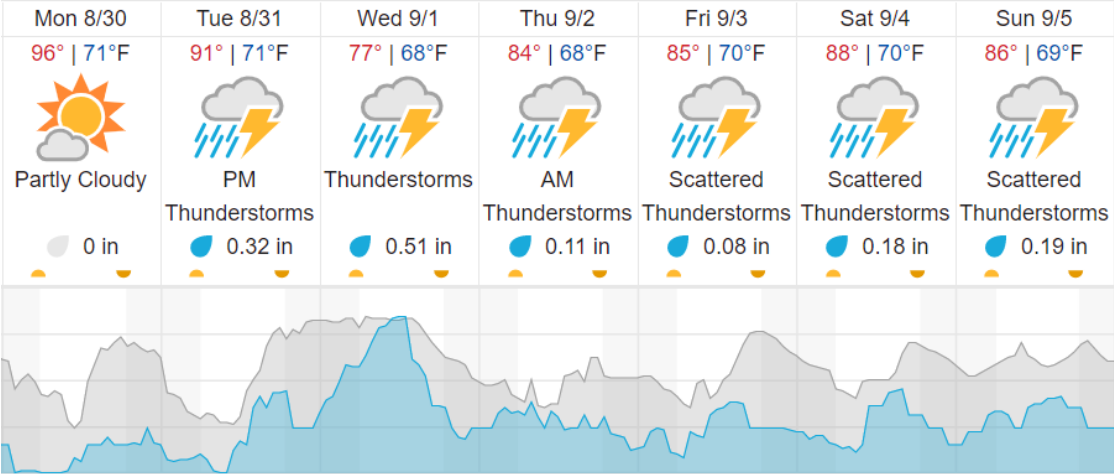 Mon 8/30
96° | 71°F
Partly Cloudy
0 in
Tue 8/31
91° | 71°F
PM
Thunderstorms
0.32 in
Wed 9/1
77° | 68°F
Thunderstorms
0.51 in
Thu 9/2
84° | 68°F
AM
Thunderstorms
0.11 in
Fri 9/3
85° | 70°F
Scattered
Thunderstorms
0.08 in
Sat 9/4
88° | 70°F
Scattered
Thunderstorms
0.18 in
Sun 9/5
86° | 69°F
Scattered
Thunderstorms
0.19 in